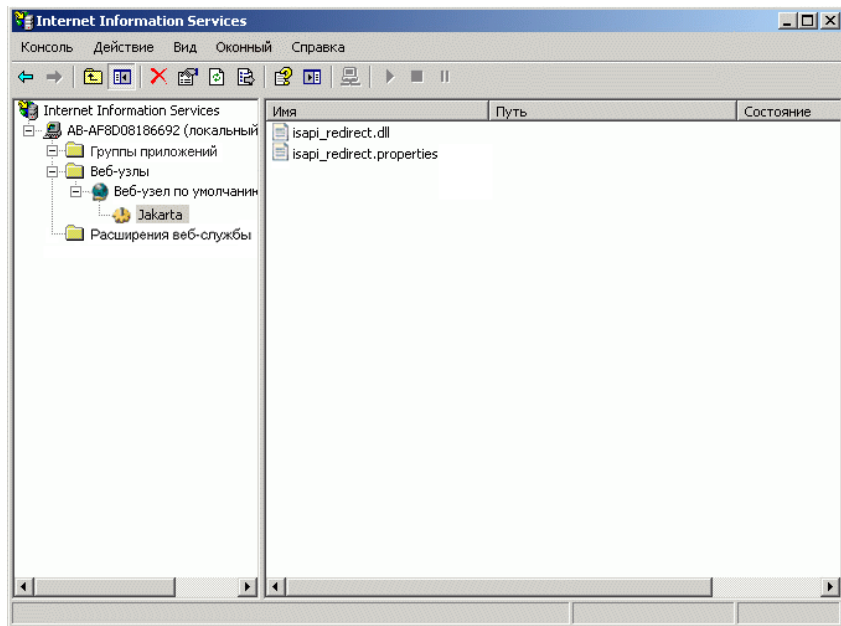 Internet Information Services
Консоль Действие Вид Оконный Справка
Internet Information Services
AB-AF8D08186692 (локальный
Группы приложений
Веб-узлы
Веб-узел по умолчани
Jakarta
Расширения веб-службы
Имя Путь Состояние
isapi_redirect.dll
isapi_redirect.properties